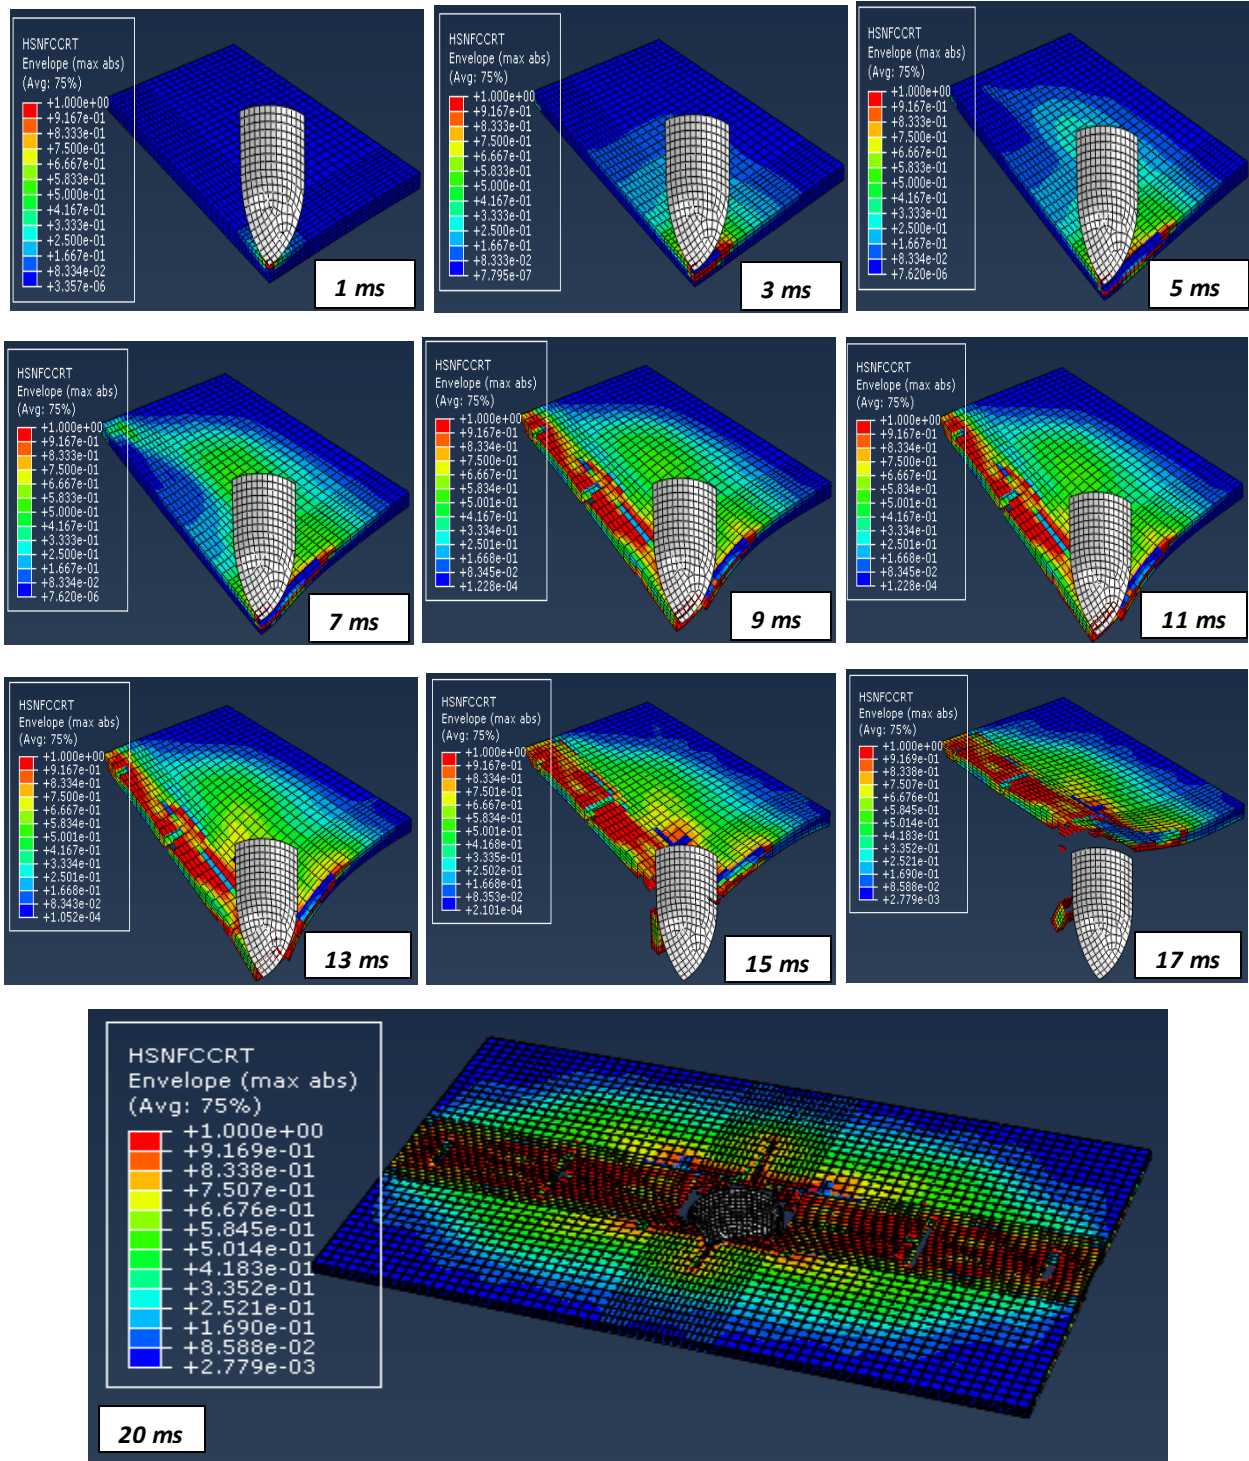 HSNFCCRT
Envelope (max abs)
(Avg: 75%)
+1.000e+00
+9.167e-01
+8.333e-01
+7.500e-01
+6.667e-01
+5.833e-01
+5.000e-01
+4.167e-01
+3.333e-01
+2.500e-01
+1.667e-01
+8.334e-02
+3.357e-06
1 ms
HSNFCCRT
Envelope (max abs)
(Avg: 75%)
+1.000e+00
+9.167e-01
+8.333e-01
+7.500e-01
+6.667e-01
+5.833e-01
+5.000e-01
+4.167e-01
+3.333e-01
+2.500e-01
+1.667e-01
+8.333e-02
+7.795e-07
3 ms
HSNFCCRT
Envelope (max abs)
(Avg: 75%)
+1.000e+00
+9.167e-01
+8.333e-01
+7.500e-01
+6.667e-01
+5.833e-01
+5.000e-01
+4.167e-01
+3.333e-01
+2.500e-01
+1.667e-01
+8.334e-02
+7.620e-06
5 ms
HSNFCCRT
Envelope (max abs)
(Avg: 75%)
+1.000e+00
+9.167e-01
+8.333e-01
+7.500e-01
+6.667e-01
+5.833e-01
+5.000e-01
+4.167e-01
+3.333e-01
+2.500e-01
+1.667e-01
+8.334e-02
+7.620e-06
7 ms
HSNFCCRT
Envelope (max abs)
(Avg: 75%)
+1.000e+00
+9.167e-01
+8.334e-01
+7.500e-01
+6.667e-01
+5.834e-01
+5.001e-01
+4.167e-01
+3.334e-01
+2.501e-01
+1.668e-01
+8.345e-02
+1.228e-04
9 ms
HSNFCCRT
Envelope (max abs)
(Avg: 75%)
+1.000e+00
+9.167e-01
+8.334e-01
+7.500e-01
+6.667e-01
+5.834e-01
+5.001e-01
+4.167e-01
+3.334e-01
+2.501e-01
+1.668e-01
+8.345e-02
+1.228e-04
11 ms
HSNFCCRT
Envelope (max abs)
(Avg: 75%)
+1.000e+00
+9.167e-01
+8.334e-01
+7.500e-01
+6.667e-01
+5.834e-01
+5.001e-01
+4.167e-01
+3.334e-01
+2.501e-01
+1.668e-01
+8.343e-02
+1.052e-04
13 ms
HSNFCCRT
Envelope (max abs)
(Avg: 75%)
+1.000e+00
+9.167e-01
+8.334e-01
+7.501e-01
+6.667e-01
+5.834e-01
+5.001e-01
+4.168e-01
+3.335e-01
+2.502e-01
+1.668e-01
+8.353e-02
+2.101e-04
15 ms
HSNFCCRT
Envelope (max abs)
(Avg: 75%)
+1.000e+00
+9.169e-01
+8.338e-01
+7.507e-01
+6.676e-01
+5.845e-01
+5.014e-01
+4.183e-01
+3.352e-01
+2.521e-01
+1.690e-01
+8.588e-02
+2.779e-03
17 ms
HSNFCCRT
Envelope (max abs)
(Avg: 75%)
+1.000e+00
+9.169e-01
+8.338e-01
+7.507e-01
+6.676e-01
+5.845e-01
+5.014e-01
+4.183e-01
+3.352e-01
+2.521e-01
+1.690e-01
+8.588e-02
+2.779e-03
20 ms